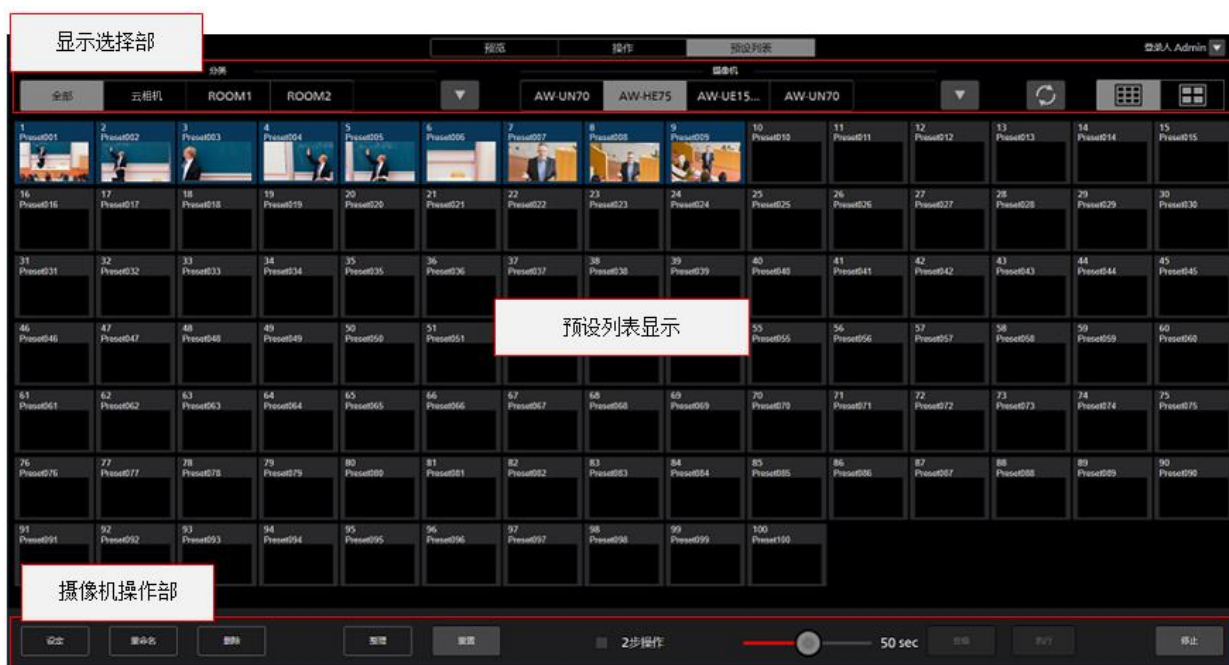 显示选择部
预览 操作 预设列表 登录人 Admin
分类 摄像机
全部 云相机 ROOM1 ROOM2 AW-UN70 AW-HE75 AW-UE15... AW-UN70
1 2 3 4 5 6 7 8 9 10 11 12 13 14 15
Preset001 Preset002 Preset003 Preset004 Preset005 Preset006 Preset007 Preset008 Preset009 Preset010 Preset011 Preset012 Preset013 Preset014 Preset015
16 17 18 19 20 21 22 23 24 25 26 27 28 29 30
Preset016 Preset017 Preset018 Preset019 Preset020 Preset021 Preset022 Preset023 Preset024 Preset025 Preset026 Preset027 Preset028 Preset029 Preset030
31 32 33 34 35 36 37 38 39 40 41 42 43 44 45
Preset031 Preset032 Preset033 Preset034 Preset035 Preset036 Preset037 Preset038 Preset039 Preset040 Preset041 Preset042 Preset043 Preset044 Preset045
预设列表显示
46 47 48 49 50 51 55 56 57 58 59 60
Preset046 Preset047 Preset048 Preset049 Preset050 Preset051 Preset055 Preset056 Preset057 Preset058 Preset059 Preset060
61 62 63 64 65 66 67 68 69 70 71 72 73 74 75
Preset061 Preset062 Preset063 Preset064 Preset065 Preset066 Preset067 Preset068 Preset069 Preset070 Preset071 Preset072 Preset073 Preset074 Preset075
76 77 78 79 80 81 82 83 84 85 86 87 88 89 90
Preset076 Preset077 Preset078 Preset079 Preset080 Preset081 Preset082 Preset083 Preset084 Preset085 Preset086 Preset087 Preset088 Preset089 Preset090
91 92 93 94 95 96 97 98 99 100
Preset091 Preset092 Preset093 Preset094 Preset095 Preset096 Preset097 Preset098 Preset099 Preset100
摄像机操作部
设定 重命名 删除 整理 重置 2步操作 50 sec 执行 停止